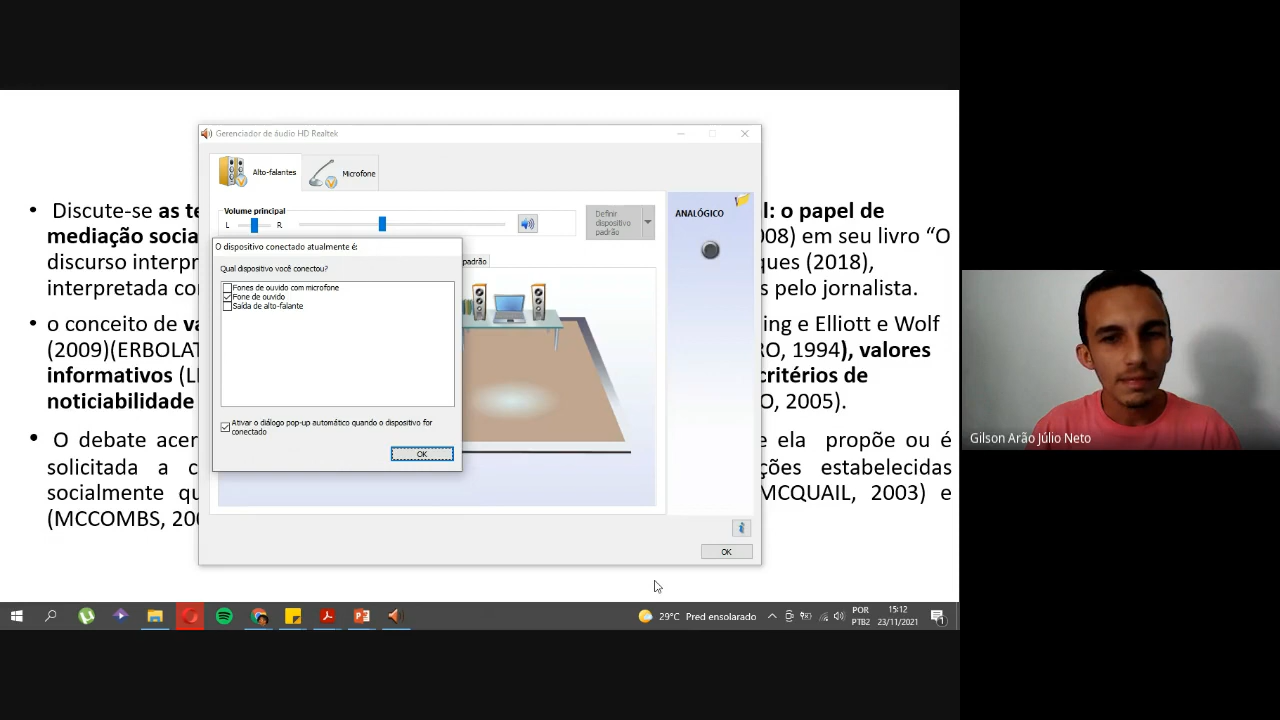 Gerenciador de áudio HD Realtek
Alto-falantes
Microfone
Volume principal
L
R
Definir
dispositivo
padrão
ANALÓGICO
padrão
O dispositivo conectado atualmente é:
Qual dispositivo você conectou?
Fones de ouvido com microfone
Fone de ouvido
Saída de alto-falante
Ativar o diálogo pop-up automático quando o dispositivo for
conectado
OK
OK
• Discute-se as te l: o papel de
mediação socia 008) em seu livro “O
discurso interpr ques (2018),
interpretada co s pelo jornalista.
• o conceito de va ing e Elliott e Wolf
(2009)(ERBOLAT RO, 1994), valores
informativos (L critérios de
noticiabilidade O, 2005).
• O debate acer e ela propõe ou é
solicitada a c ções estabelecidas
socialmente qu MCQUAIL, 2003) e
(MCCOMBS, 20
Gilson Arão Júlio Neto
29°C Pred ensolarado
POR
PTB2
15:12
23/11/2021
1